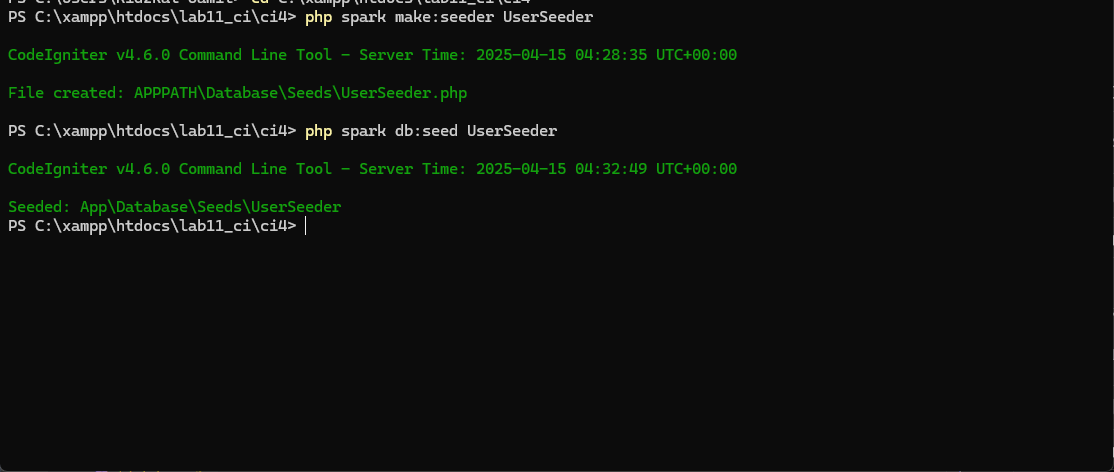 PS C:\xampp\htdocs\lab11_ci\ci4> php spark make:seeder UserSeeder
CodeIgniter v4.6.0 Command Line Tool - Server Time: 2025-04-15 04:28:35 UTC+00:00
File created: APPPATH\Database\Seeds\UserSeeder.php
PS C:\xampp\htdocs\lab11_ci\ci4> php spark db:seed UserSeeder
CodeIgniter v4.6.0 Command Line Tool - Server Time: 2025-04-15 04:32:49 UTC+00:00
Seeded: App\Database\Seeds\UserSeeder
PS C:\xampp\htdocs\lab11_ci\ci4>